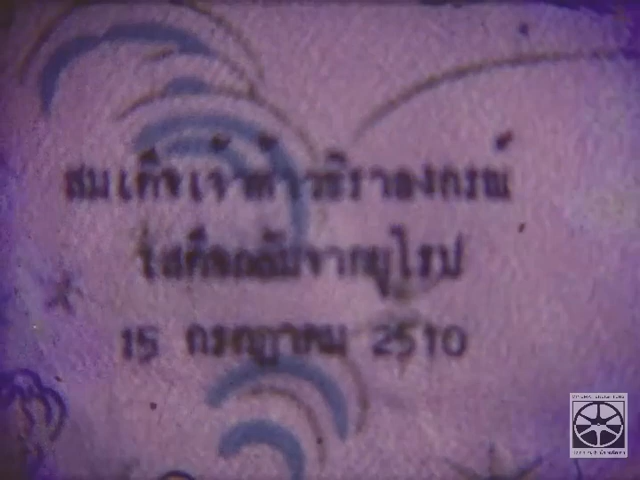 สมเด็จเจ้าฟ้าวชิราลงกรณ์
เสด็จกลับจากยุโรป
15 กรกฎาคม 2510